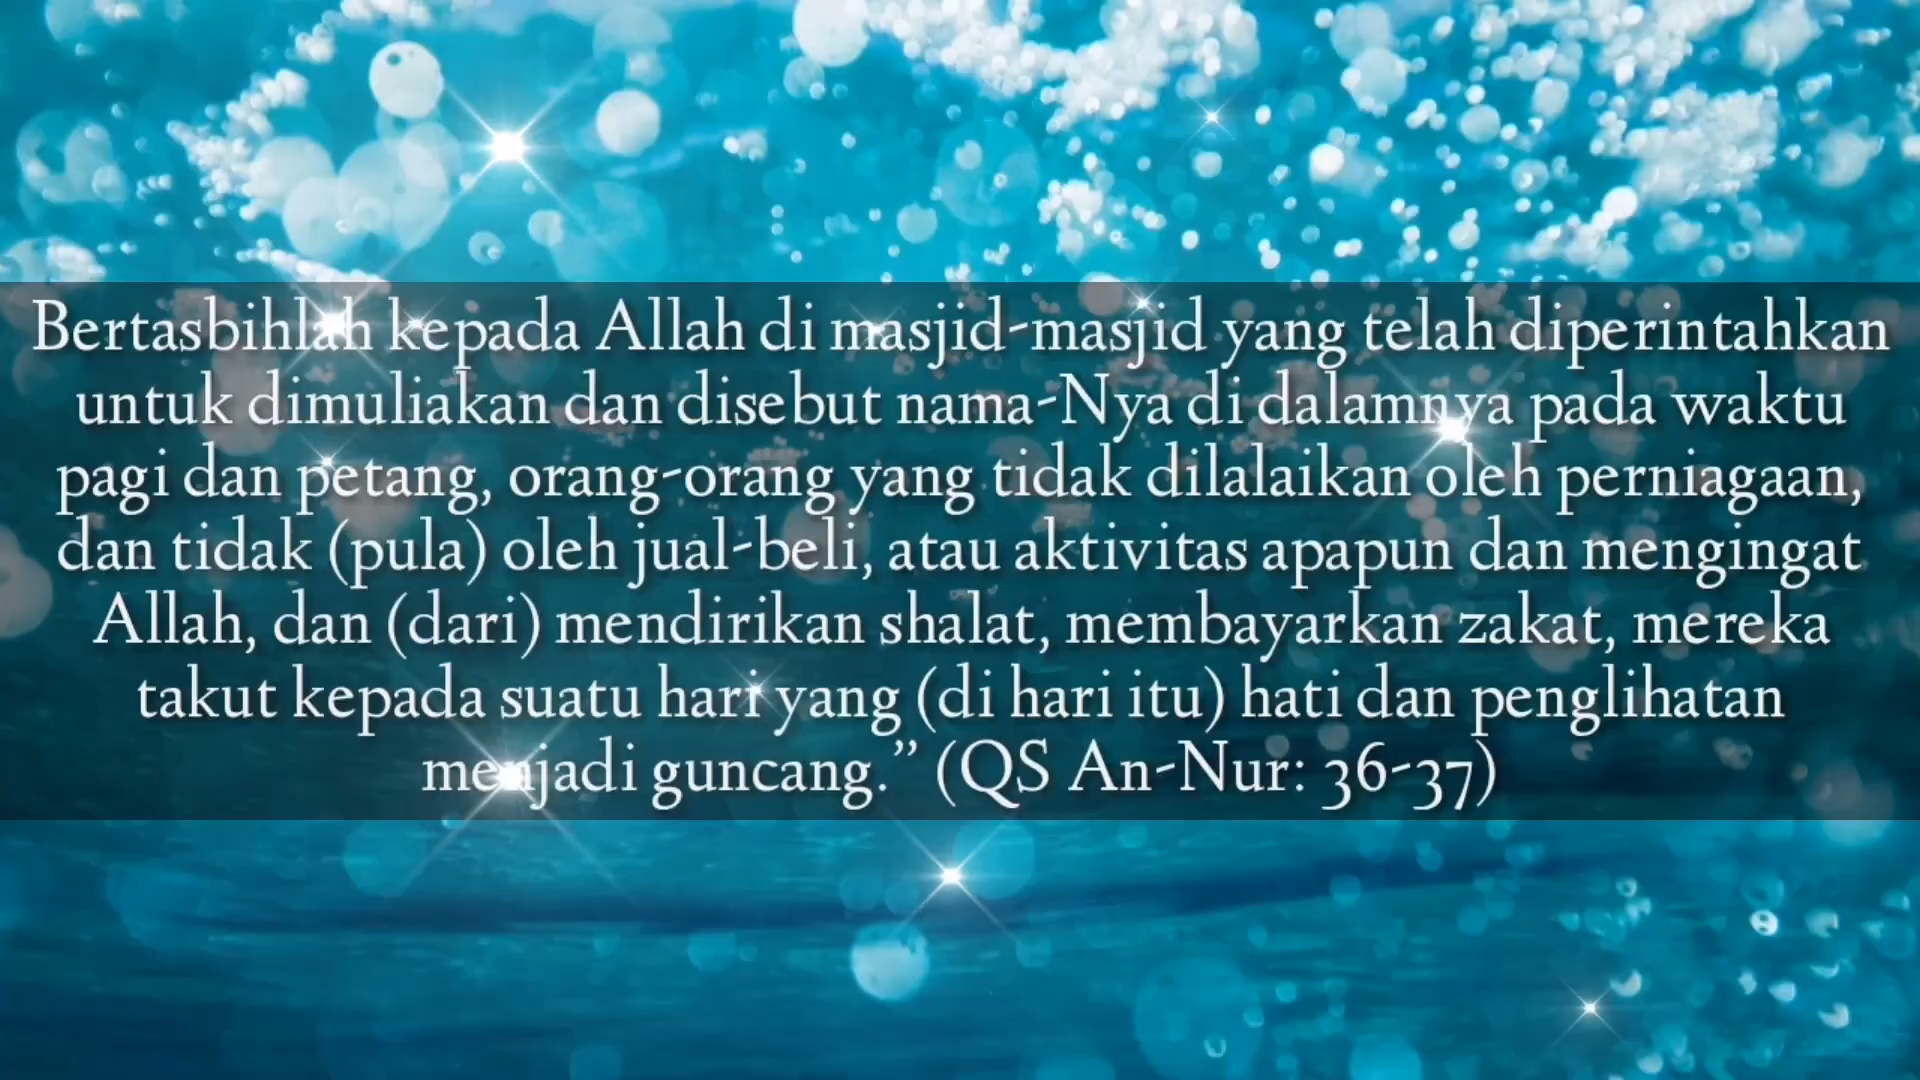 Bertasbihlah kepada Allah di masjid-masjid yang telah diperintahkan
untuk dimuliakan dan disebut nama-Nya di dalamnya pada waktu
pagi dan petang, orang-orang yang tidak dilalaikan oleh perniagaan,
dan tidak (pula) oleh jual-beli, atau aktivitas apapun dan mengingat
Allah, dan (dari) mendirikan shalat, membayarkan zakat, mereka
takut kepada suatu hari yang (di hari itu) hati dan penglihatan
menjadi guncang.” (QS An-Nur: 36-37)